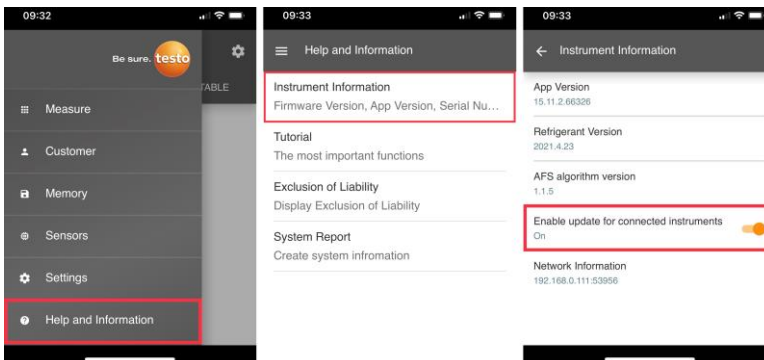 09:32
Be sure. testo
TABLE
Measure
Customer
Memory
Sensors
Settings
Help and Information
09:33
Help and Information
Instrument Information
Firmware Version, App Version, Serial Nu...
Tutorial
The most important functions
Exclusion of Liability
Display Exclusion of Liability
System Report
Create system infromation
09:33
Instrument Information
App Version
15.11.2.66326
Refrigerant Version
2021.4.23
AFS algorithm version
1.1.5
Enable update for connected instruments
On
Network Information
192.168.0.111:53956